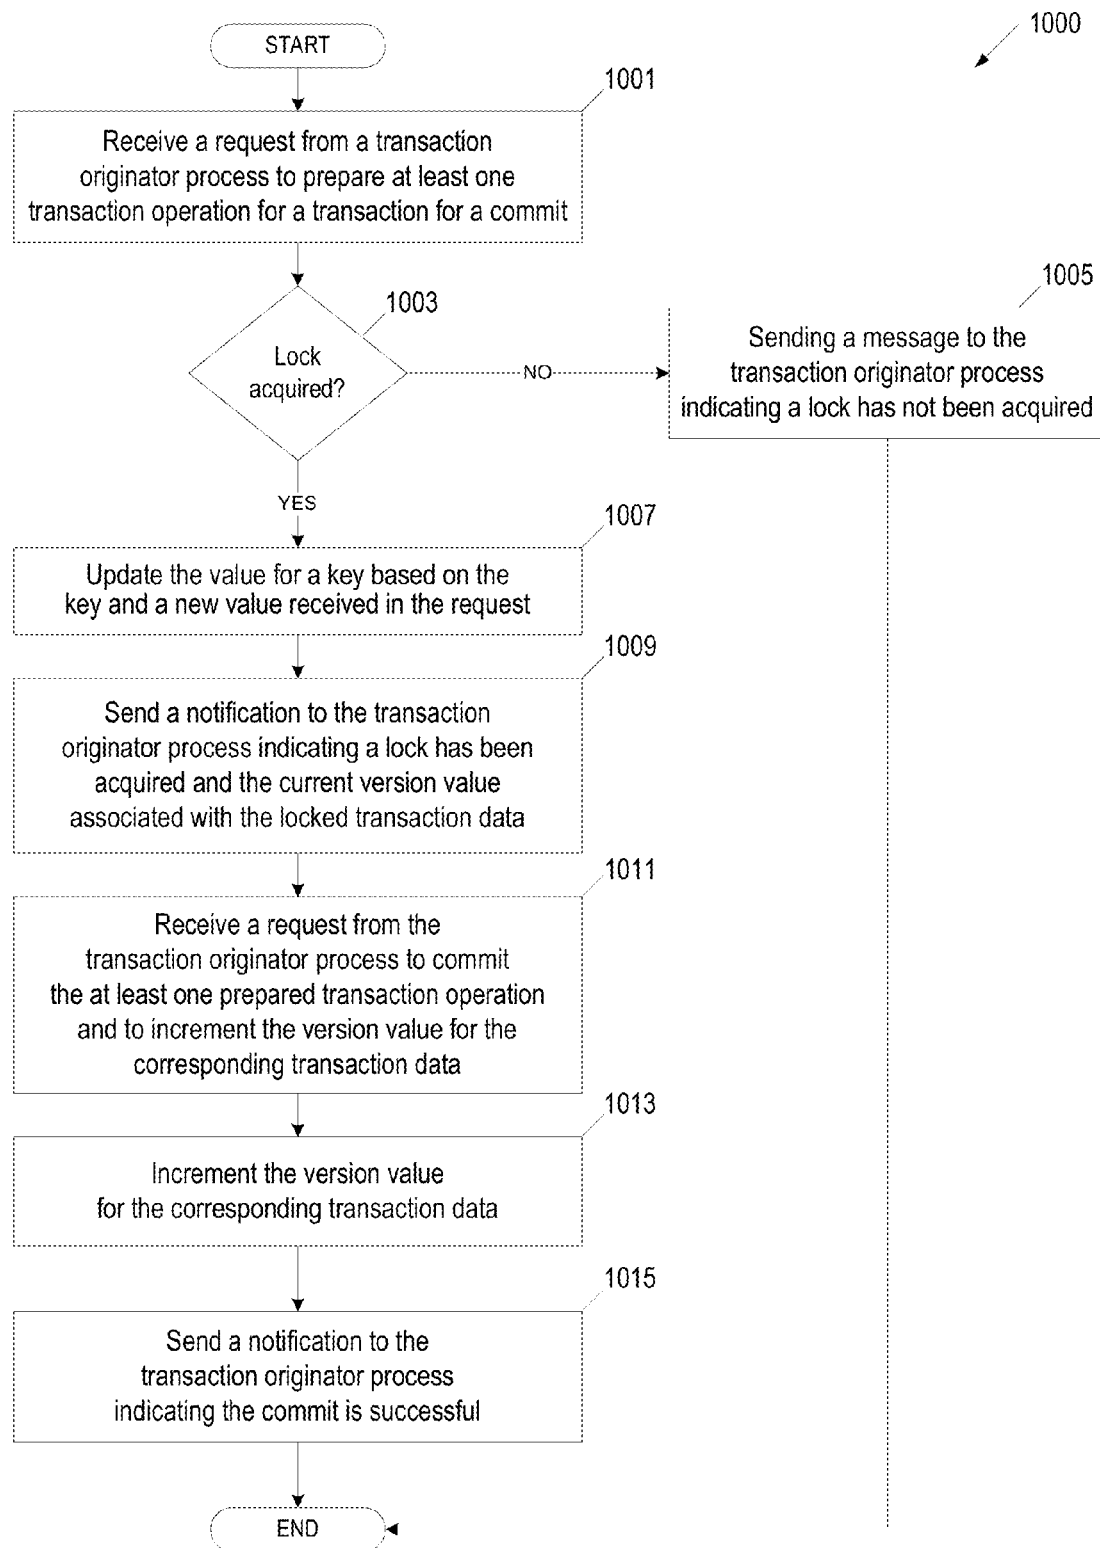 1000
START
1001
Receive a request from a transaction
originator process to prepare at least one
transaction operation for a transaction for a commit
1003
Lock
acquired?
NO
1005
Sending a message to the
transaction originator process
indicating a lock has not been acquired
YES
1007
Update the value for a key based on the
key and a new value received in the request
1009
Send a notification to the transaction
originator process indicating a lock has been
acquired and the current version value
associated with the locked transaction data
1011
Receive a request from the
transaction originator process to commit
the at least one prepared transaction operation
and to increment the version value for the
corresponding transaction data
1013
Increment the version value
for the corresponding transaction data
1015
Send a notification to the
transaction originator process
indicating the commit is successful
END